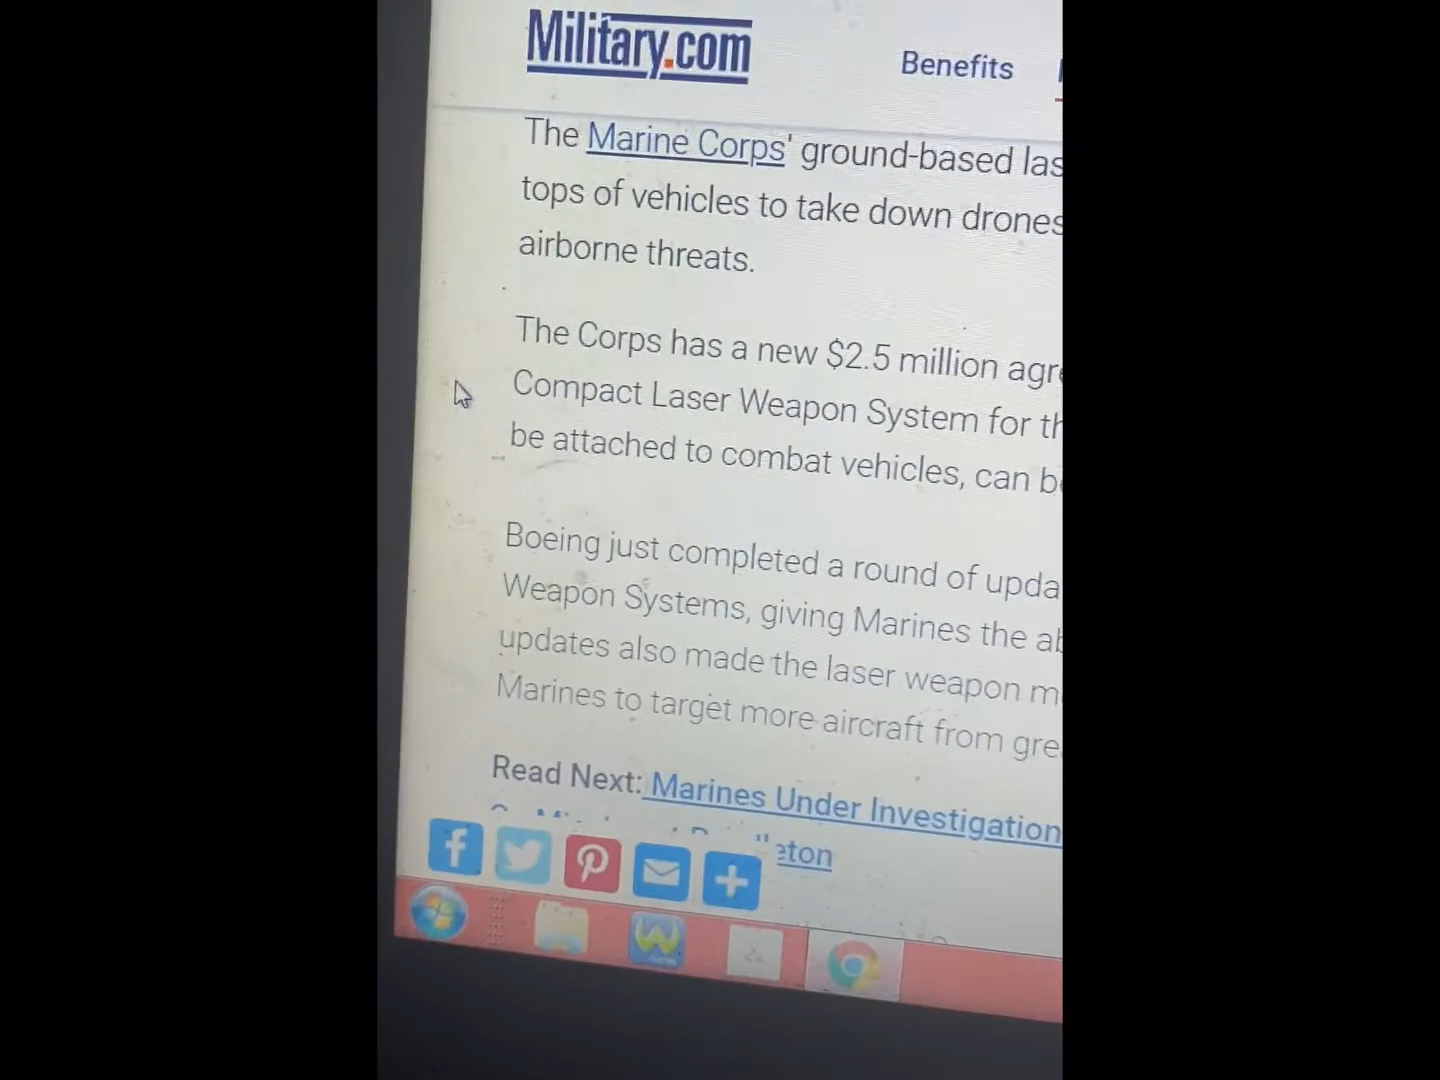 Military.com
Benefits
The Marine Corps' ground-based las
tops of vehicles to take down drones
airborne threats.
The Corps has a new $2.5 million agre
Compact Laser Weapon System for th
be attached to combat vehicles, can be
Boeing just completed a round of upda
Weapon Systems, giving Marines the ab
updates also made the laser weapon m
Marines to target more aircraft from gre
Read Next: Marines Under Investigation
eton